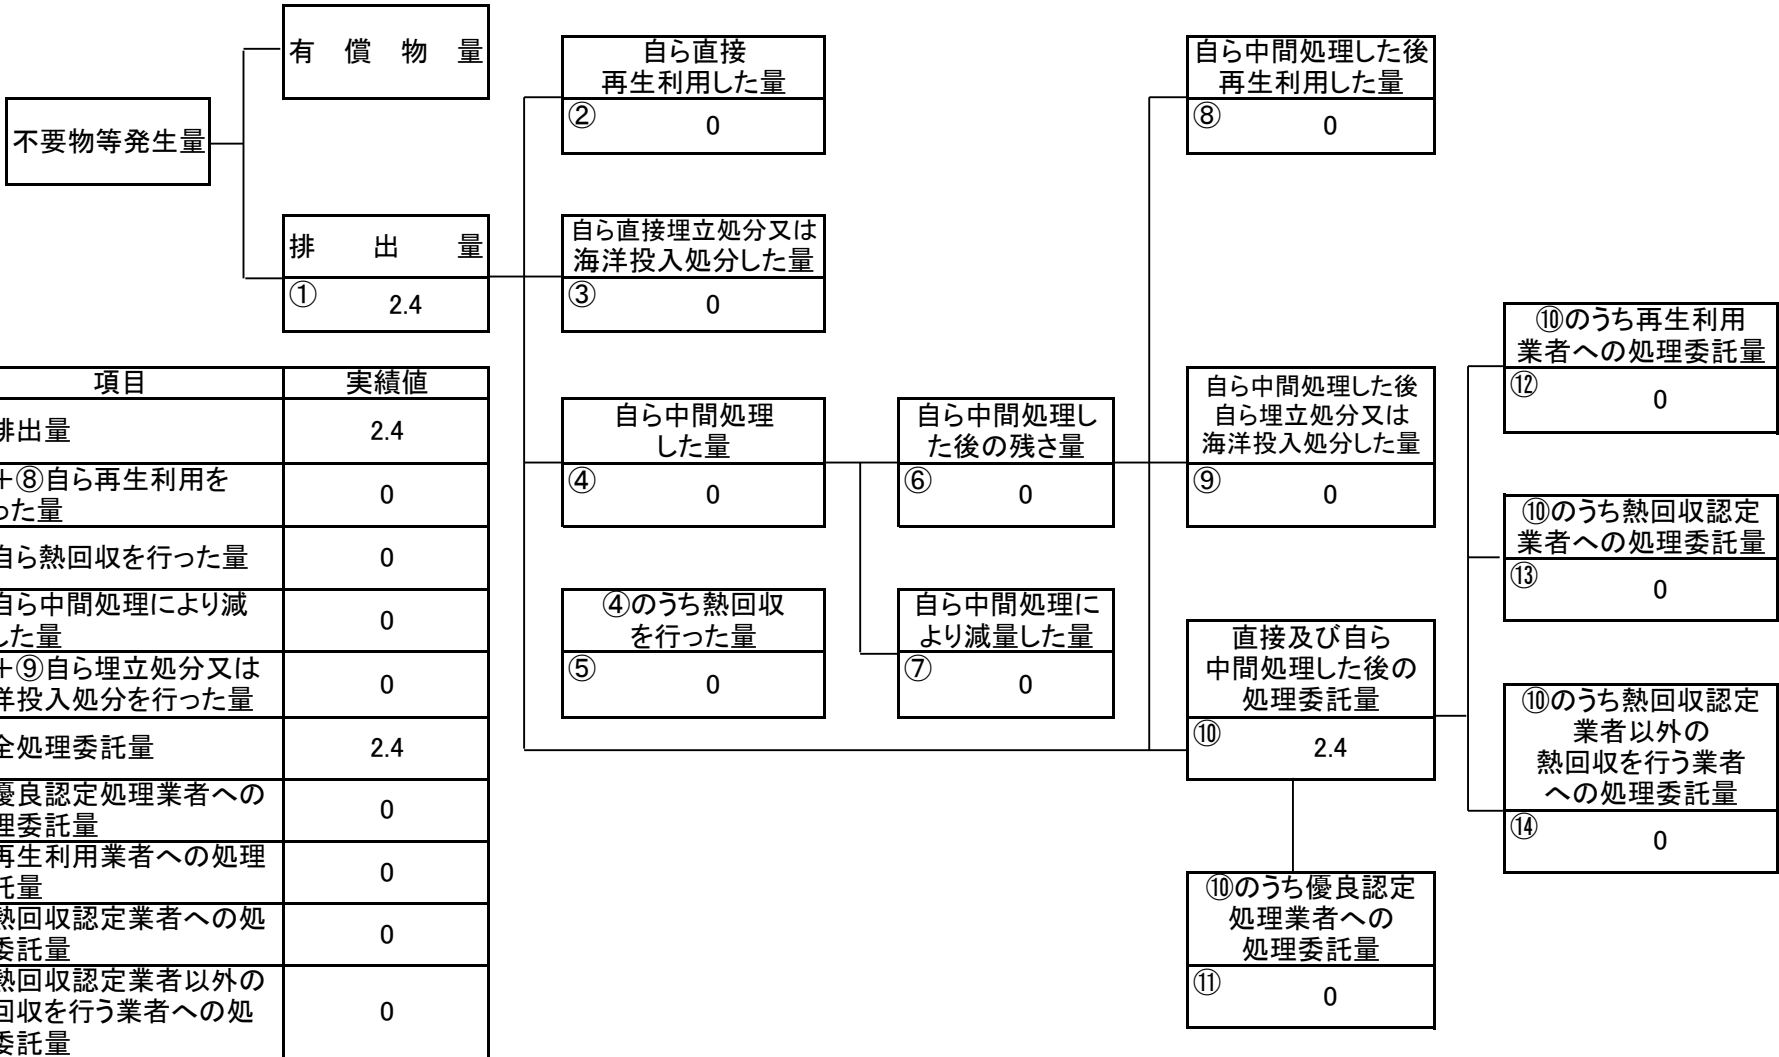 有償物量
不要物等発生量
排出量
①
2.4
自ら直接
再生利用した量
②
0
自ら直接埋立処分又は
海洋投入処分した量
③
0
自ら中間処理
した量
④
0
④のうち熱回収
を行った量
⑤
0
自ら中間処理し
た後の残さ量
⑥
0
自ら中間処理に
より減量した量
⑦
0
自ら中間処理した後
再生利用した量
⑧
0
自ら中間処理した後
自ら埋立処分又は
海洋投入処分した量
⑨
0
直接及び自ら
中間処理した後の
処理委託量
⑩
2.4
⑩のうち優良認定
処理業者への
処理委託量
⑪
0
⑩のうち再生利用
業者への処理委託量
⑫
0
⑩のうち熱回収認定
業者への処理委託量
⑬
0
⑩のうち熱回収認定
業者以外の
熱回収を行う業者
への処理委託量
⑭
0
項目 実績値
排出量 2.4
+⑧自ら再生利用を
った量
0
自ら熱回収を行った量 0
自ら中間処理により減
した量
0
+⑨自ら埋立処分又は
洋投入処分を行った量
0
全処理委託量 2.4
優良認定処理業者への
理委託量
0
再生利用業者への処理
託量
0
熱回収認定業者への処
委託量
0
熱回収認定業者以外の
回収を行う業者への処
委託量
0